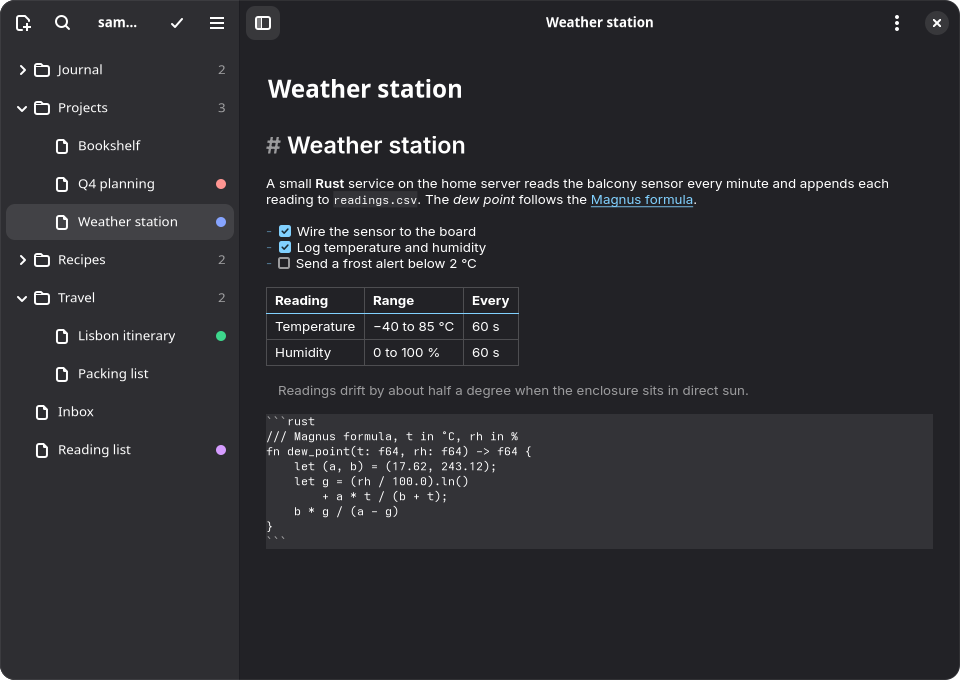 sam...
Weather station
Journal 2
Projects 3
Bookshelf
Q4 planning
Weather station
Recipes 2
Travel 2
Lisbon itinerary
Packing list
Inbox
Reading list
Weather station
# Weather station
A small Rust service on the home server reads the balcony sensor every minute and appends each
reading to readings.csv. The dew point follows the Magnus formula.
- Wire the sensor to the board
- Log temperature and humidity
- Send a frost alert below 2 °C
Reading Range Every
Temperature −40 to 85 °C 60 s
Humidity 0 to 100 % 60 s
Readings drift by about half a degree when the enclosure sits in direct sun.
```rust
/// Magnus formula, t in °C, rh in %
fn dew_point(t: f64, rh: f64) -> f64 {
    let (a, b) = (17.62, 243.12);
    let g = (rh / 100.0).ln()
        + a * t / (b + t);
    b * g / (a - g)
}
```